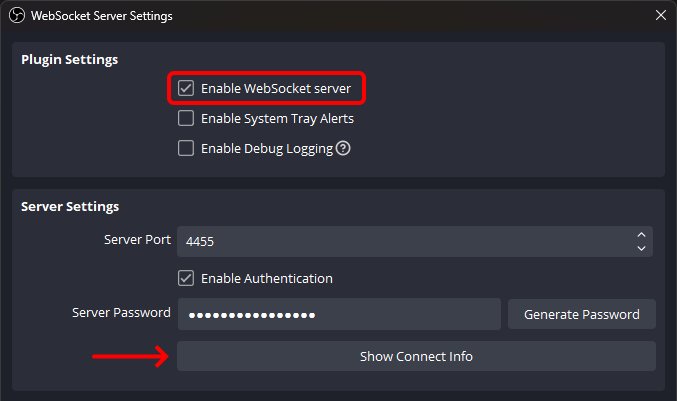 WebSocket Server Settings
Plugin Settings
Enable WebSocket server
Enable System Tray Alerts
Enable Debug Logging ?
Server Settings
Server Port 4455
Enable Authentication
Server Password ●●●●●●●●●●●●●●●● Generate Password
Show Connect Info